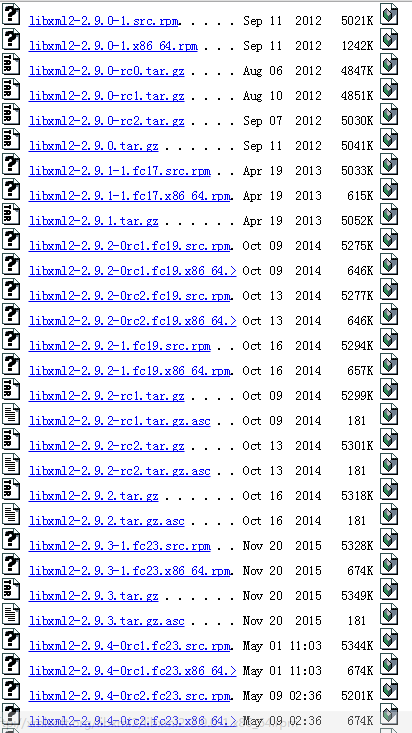 libxml2-2.9.0-1.src.rpm. . . . . Sep 11 2012 5021K
libxml2-2.9.0-1.x86_64.rpm . . . Sep 11 2012 1242K
TAR libxml2-2.9.0-rc0.tar.gz . . . . Aug 06 2012 4847K
TAR libxml2-2.9.0-rc1.tar.gz . . . . Aug 10 2012 4851K
TAR libxml2-2.9.0-rc2.tar.gz . . . . Sep 07 2012 5030K
TAR libxml2-2.9.0.tar.gz . . . . . . Sep 11 2012 5041K
libxml2-2.9.1-1.fc17.src.rpm . . Apr 19 2013 5033K
libxml2-2.9.1-1.fc17.x86_64.rpm. Apr 19 2013 615K
TAR libxml2-2.9.1.tar.gz . . . . . . Apr 19 2013 5052K
libxml2-2.9.2-0rc1.fc19.src.rpm. Oct 09 2014 5275K
libxml2-2.9.2-0rc1.fc19.x86_64.> Oct 09 2014 646K
libxml2-2.9.2-0rc2.fc19.src.rpm. Oct 13 2014 5277K
libxml2-2.9.2-0rc2.fc19.x86_64.> Oct 13 2014 646K
libxml2-2.9.2-1.fc19.src.rpm . . Oct 16 2014 5294K
libxml2-2.9.2-1.fc19.x86_64.rpm. Oct 16 2014 657K
TAR libxml2-2.9.2-rc1.tar.gz . . . . Oct 09 2014 5299K
libxml2-2.9.2-rc1.tar.gz.asc . . Oct 09 2014 181
TAR libxml2-2.9.2-rc2.tar.gz . . . . Oct 13 2014 5301K
libxml2-2.9.2-rc2.tar.gz.asc . . Oct 13 2014 181
TAR libxml2-2.9.2.tar.gz . . . . . . Oct 16 2014 5318K
libxml2-2.9.2.tar.gz.asc . . . . Oct 16 2014 181
libxml2-2.9.3-1.fc23.src.rpm . . Nov 20 2015 5328K
libxml2-2.9.3-1.fc23.x86_64.rpm. Nov 20 2015 674K
TAR libxml2-2.9.3.tar.gz . . . . . . Nov 20 2015 5349K
libxml2-2.9.3.tar.gz.asc . . . . Nov 20 2015 181
libxml2-2.9.4-0rc1.fc23.src.rpm. May 01 11:03 5344K
libxml2-2.9.4-0rc1.fc23.x86_64.> May 01 11:03 674K
libxml2-2.9.4-0rc2.fc23.src.rpm. May 09 02:36 5201K
libxml2-2.9.4-0rc2.fc23.x86_64.> May 09 02:36 674K